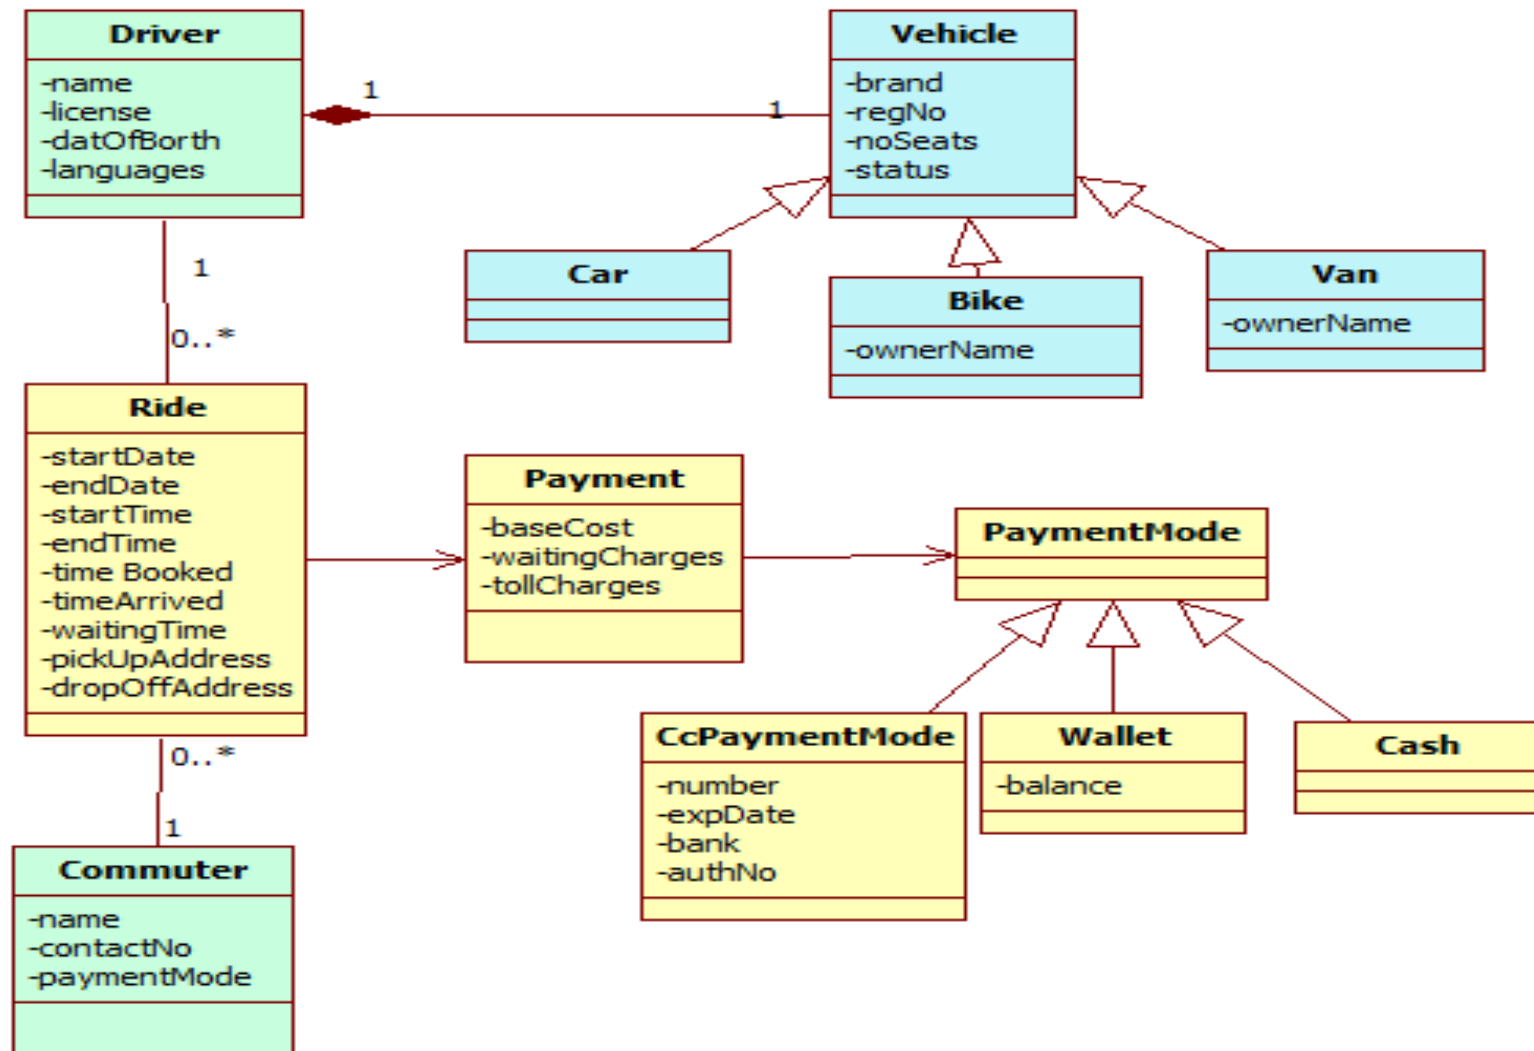 Driver
-name
-license
-datOfBorth
-languages
1
1
Vehicle
-brand
-regNo
-noSeats
-status
Car
Bike
-ownerName
Van
-ownerName
1
0..*
Ride
-startDate
-endDate
-startTime
-endTime
-time Booked
-timeArrived
-waitingTime
-pickUpAddress
-dropOffAddress
Payment
-baseCost
-waitingCharges
-tollCharges
PaymentMode
CcPaymentMode
-number
-expDate
-bank
-authNo
Wallet
-balance
Cash
0..*
1
Commuter
-name
-contactNo
-paymentMode